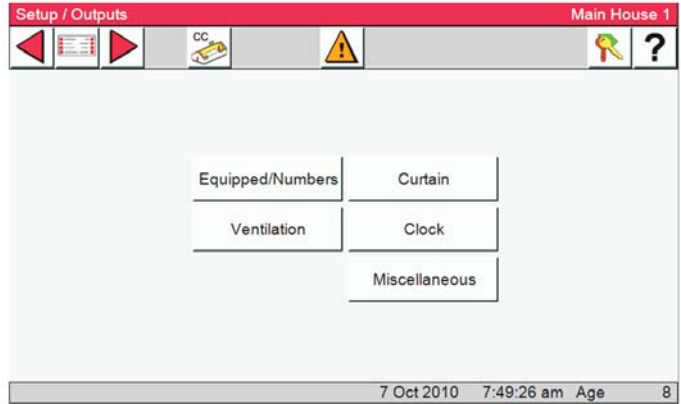 Setup / Outputs Main House 1
CC ?
Equipped/Numbers Curtain
Ventilation Clock
Miscellaneous
7 Oct 2010 7:49:26 am Age 8